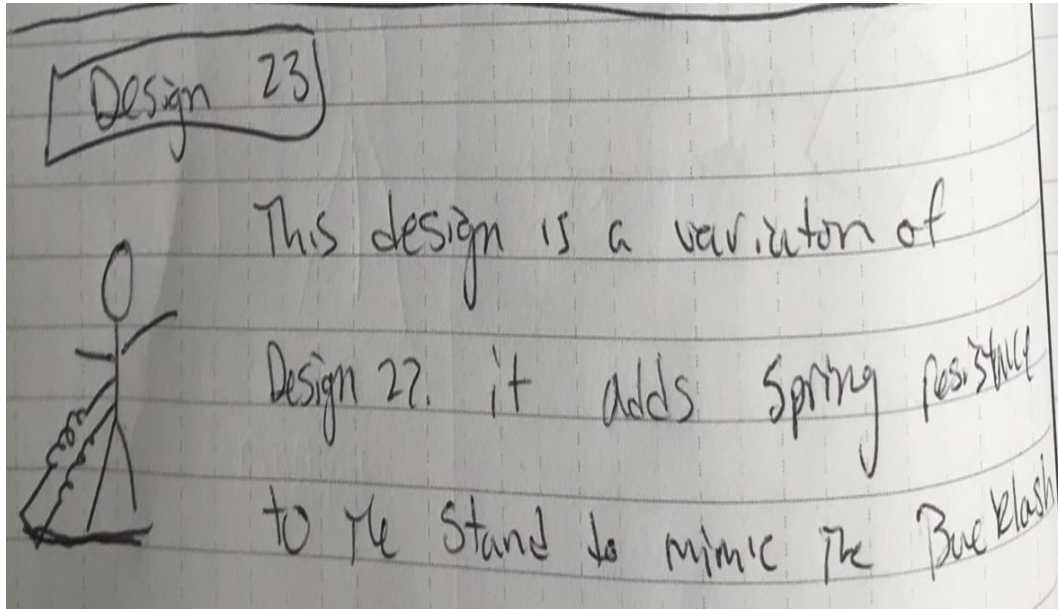 Design 23
This design is a variaton of
Design 22. it adds spring resistance
to the stand to mimic the Backlash